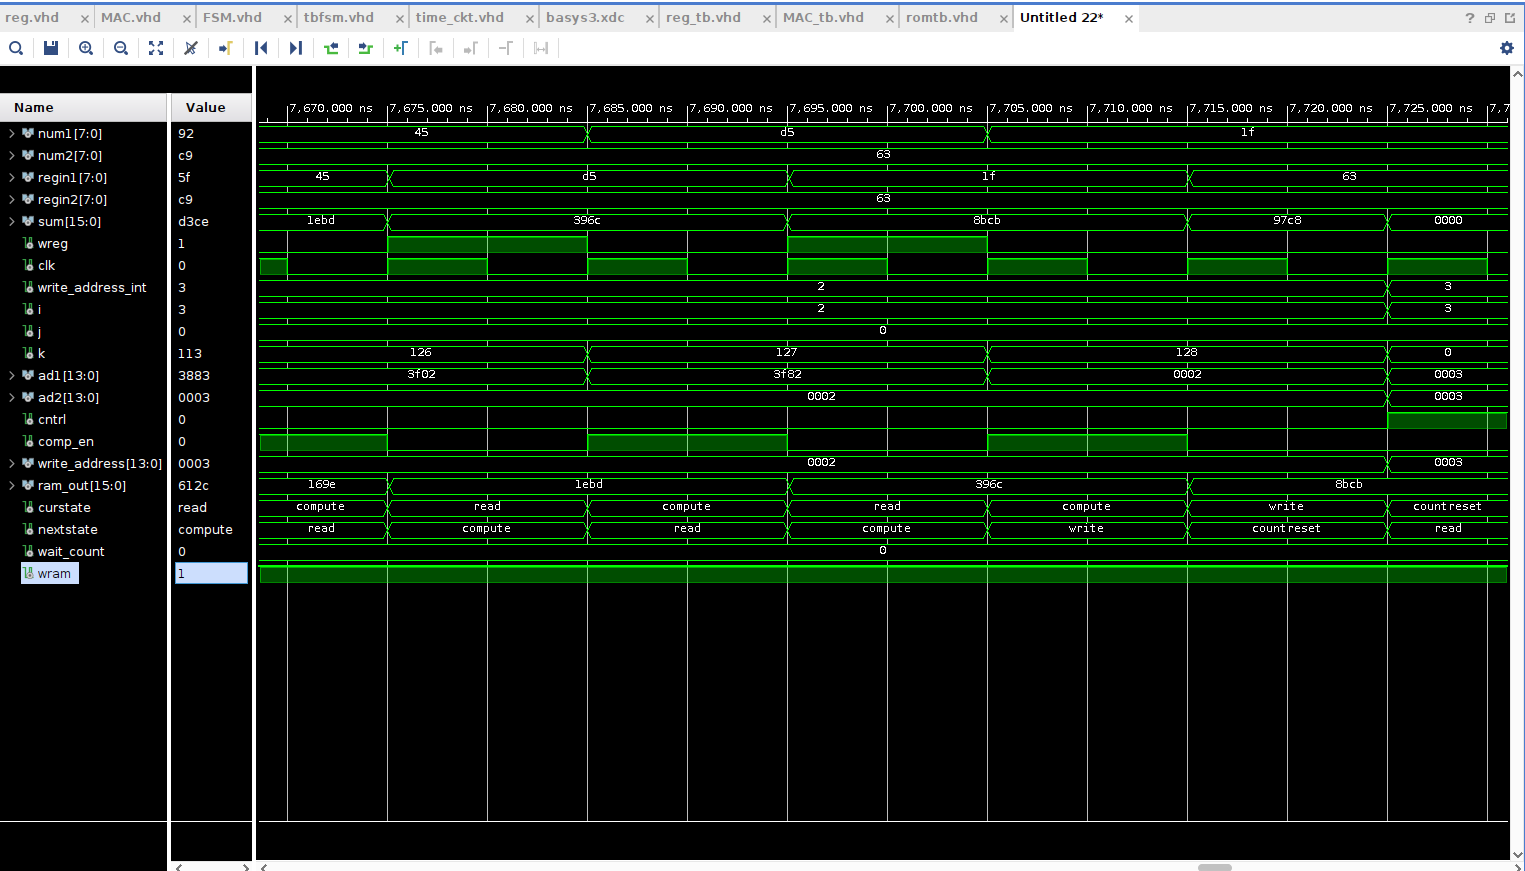 reg.vhd MAC.vhd FSM.vhd tbfsm.vhd time_ckt.vhd basys3.xdc reg_tb.vhd MAC_tb.vhd romtb.vhd Untitled 22*
Name Value 7,670.000 ns 7,675.000 ns 7,680.000 ns 7,685.000 ns 7,690.000 ns 7,695.000 ns 7,700.000 ns 7,705.000 ns 7,710.000 ns 7,715.000 ns 7,720.000 ns 7,725.000 ns 7,7
num1[7:0] 92 45 d5 1f
num2[7:0] c9 63
regin1[7:0] 5f 45 d5 1f 63
regin2[7:0] c9 63
sum[15:0] d3ce 1ebd 396c 8bcb 97c8 0000
wreg 1
clk 0
write_address_int 3 2 3
i 3 2 3
j 0 0
k 113 126 127 128 0
ad1[13:0] 3883 3f02 3f82 0002 0003
ad2[13:0] 0003 0002 0003
cntrl 0
comp_en 0
write_address[13:0] 0003 0002 0003
ram_out[15:0] 612c 169e 1ebd 396c 8bcb
curstate read compute read compute read compute write countreset
nextstate compute read compute read compute write countreset read
wait_count 0 0
wram 1